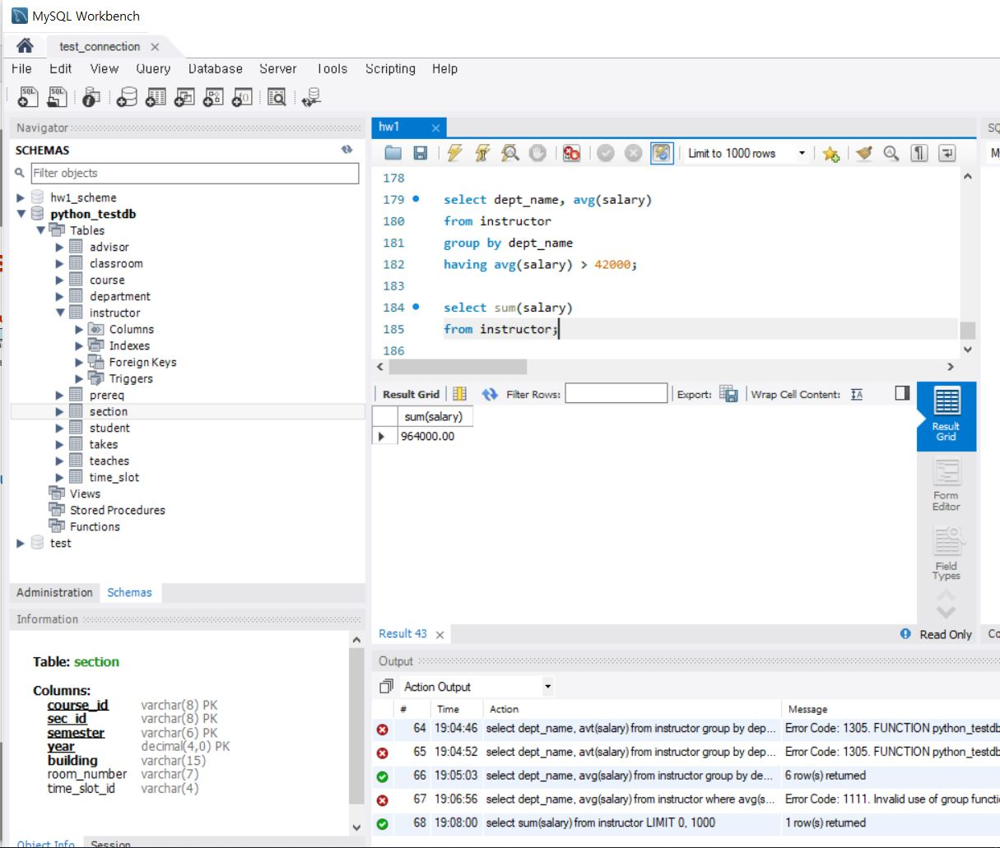 MySQL Workbench
test_connection
File Edit View Query Database Server Tools Scripting Help
Navigator
SCHEMAS
Filter objects
hw1_scheme
python_testdb
Tables
advisor
classroom
course
department
instructor
Columns
Indexes
Foreign Keys
Triggers
prereq
section
student
takes
teaches
time_slot
Views
Stored Procedures
Functions
test
Administration Schemas
Information
Table: section
Columns:
course_id varchar(8) PK
sec_id varchar(8) PK
semester varchar(6) PK
year decimal(4,0) PK
building varchar(15)
room_number varchar(7)
time_slot_id varchar(4)
Object Info Session
hw1
Limit to 1000 rows
178
179 select dept_name, avg(salary)
180 from instructor
181 group by dept_name
182 having avg(salary) > 42000;
183
184 select sum(salary)
185 from instructor;
186
Result Grid Filter Rows: Export: Wrap Cell Content:
sum(salary)
964000.00
Result Grid
Form Editor
Field Types
Result 43 Read Only
Output
Action Output
# Time Action Message
64 19:04:46 select dept_name, avt(salary) from instructor group by dep... Error Code: 1305. FUNCTION python_testdb
65 19:04:52 select dept_name, avt(salary) from instructor group by dep... Error Code: 1305. FUNCTION python_testdb
66 19:05:03 select dept_name, avg(salary) from instructor group by de... 6 row(s) returned
67 19:06:56 select dept_name, avg(salary) from instructor where avg(s... Error Code: 1111. Invalid use of group functi
68 19:08:00 select sum(salary) from instructor LIMIT 0, 1000 1 row(s) returned